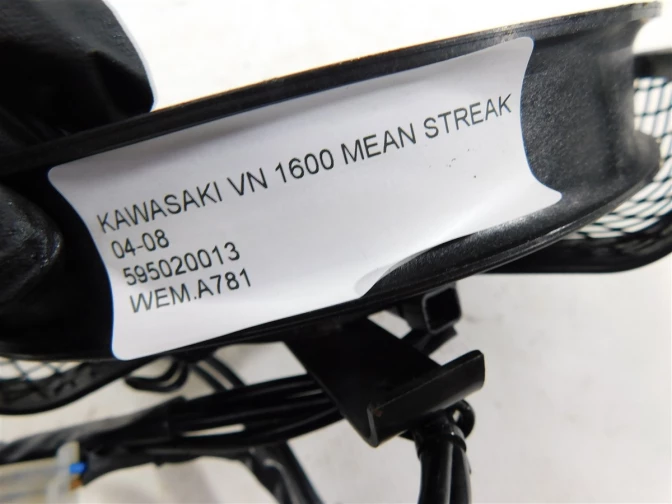 KAWASAKI VN 1600 MEAN STREAK
04-08
595020013
WEM.A781